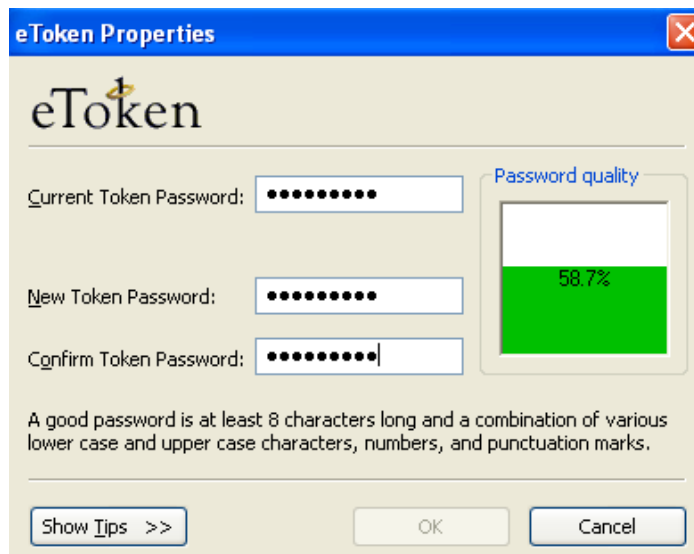 eToken Properties
eToken
Current Token Password: •••••••••
Password quality
58.7%
New Token Password: •••••••••
Confirm Token Password: •••••••••
A good password is at least 8 characters long and a combination of various
lower case and upper case characters, numbers, and punctuation marks.
Show Tips >>
OK
Cancel